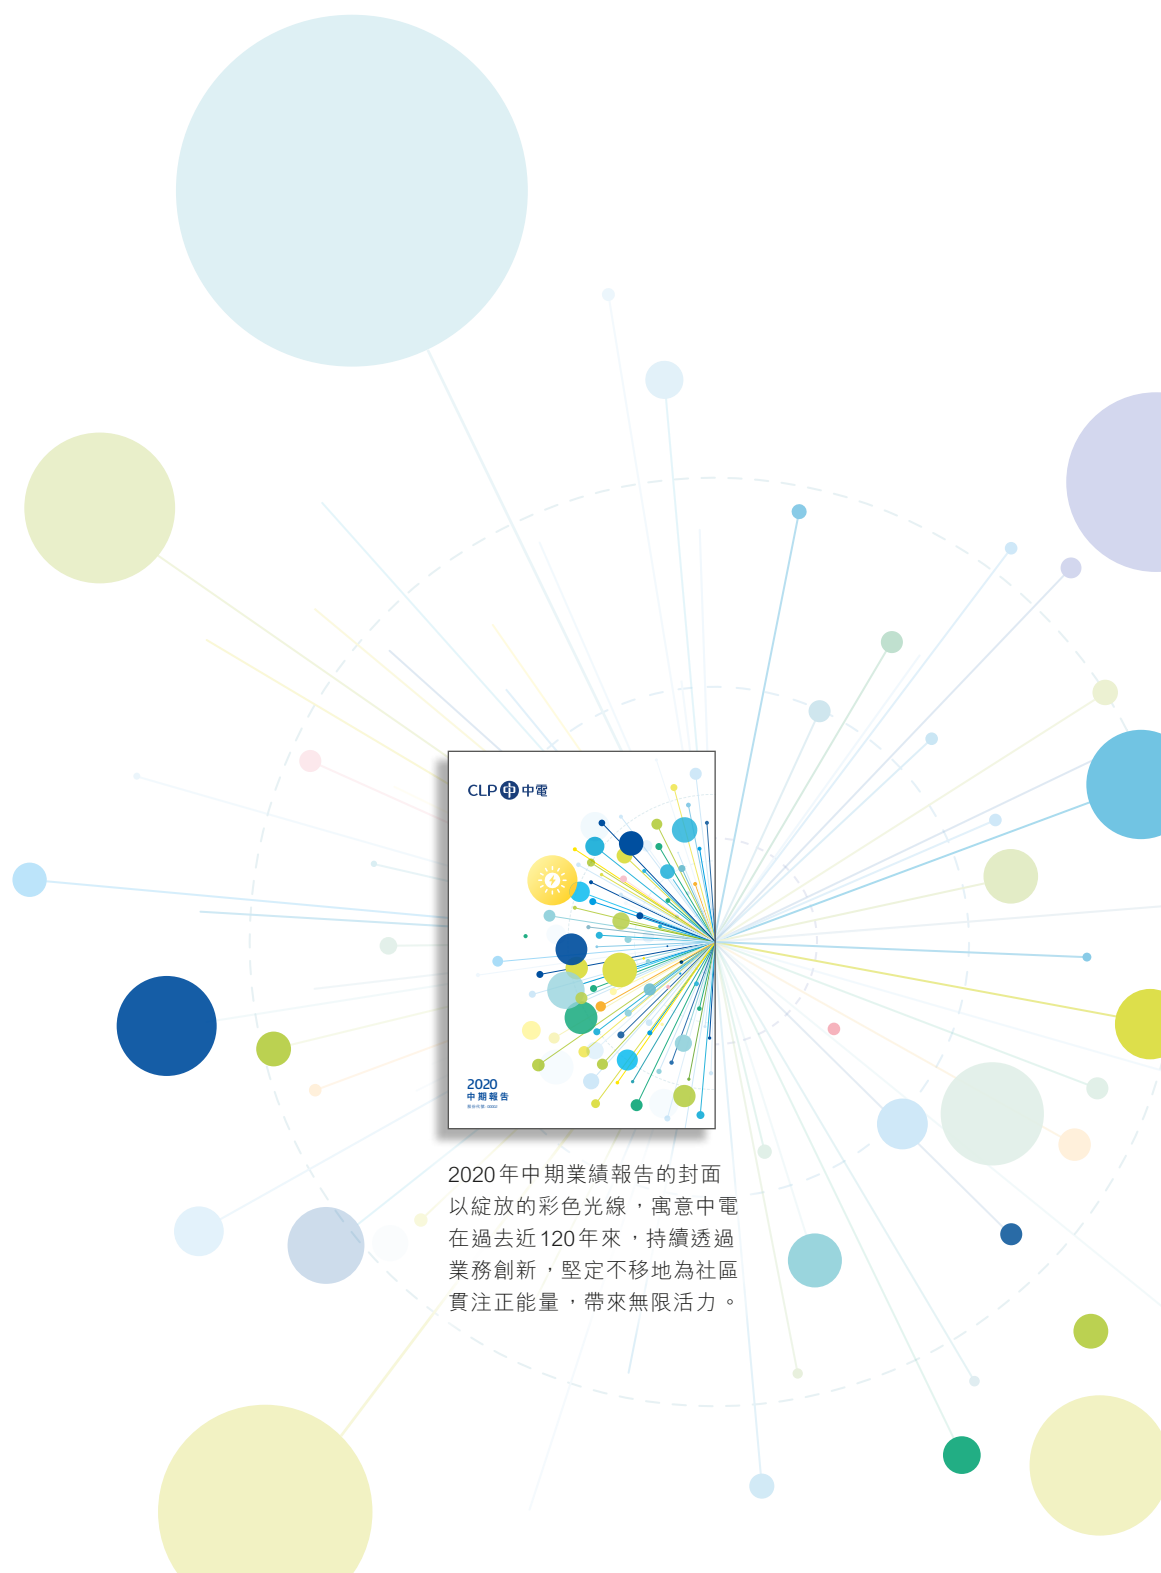 CLP 中電
2020
中期報告
2020年中期業績報告的封面
以綻放的彩色光線，寓意中電
在過去近120年來，持續透過
業務創新，堅定不移地為社區
貫注正能量，帶來無限活力。